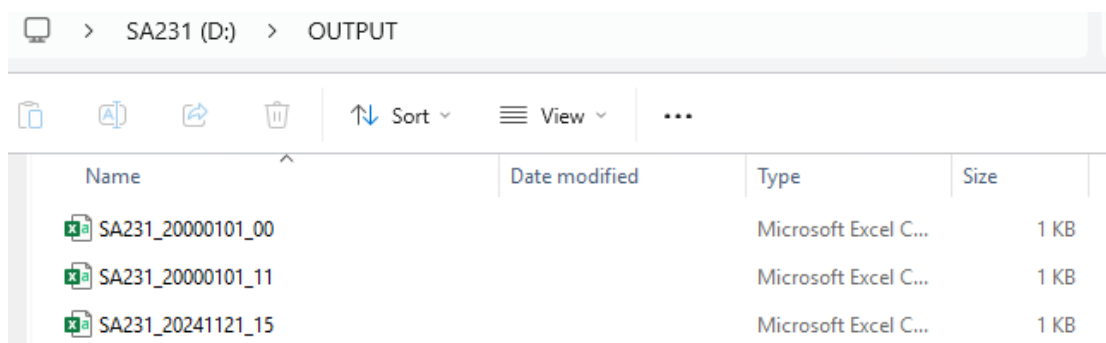 > SA231 (D:) > OUTPUT
Sort View ...
Name Date modified Type Size
SA231_20000101_00 Microsoft Excel C... 1 KB
SA231_20000101_11 Microsoft Excel C... 1 KB
SA231_20241121_15 Microsoft Excel C... 1 KB